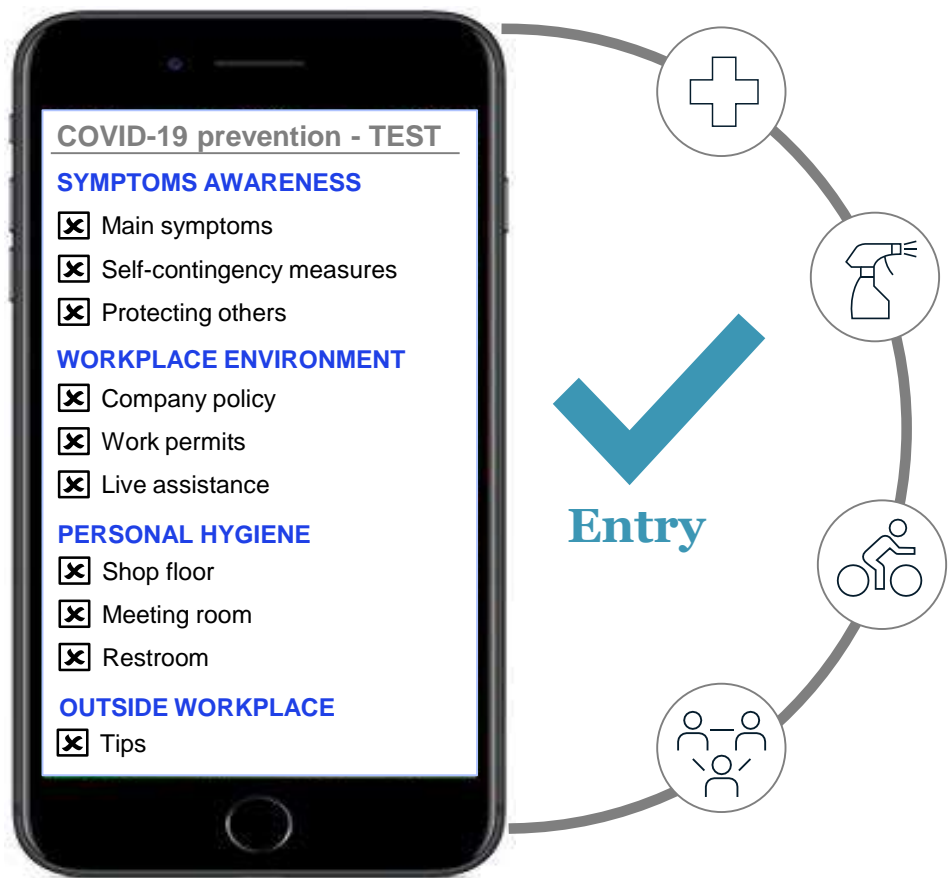 COVID-19 prevention - TEST
SYMPTOMS AWARENESS
Main symptoms
Self-contingency measures
Protecting others
WORKPLACE ENVIRONMENT
Company policy
Work permits
Live assistance
PERSONAL HYGIENE
Shop floor
Meeting room
Restroom
OUTSIDE WORKPLACE
Tips
Entry